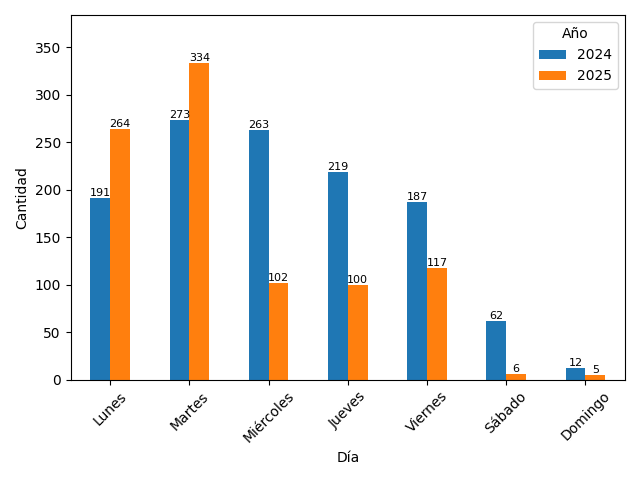 Año
2024
2025
350
300
250
200
150
100
50
0
Cantidad
191
264
273
334
263
102
219
100
187
117
62
6
12
5
Lunes
Martes
Miércoles
Jueves
Viernes
Sábado
Domingo
Día